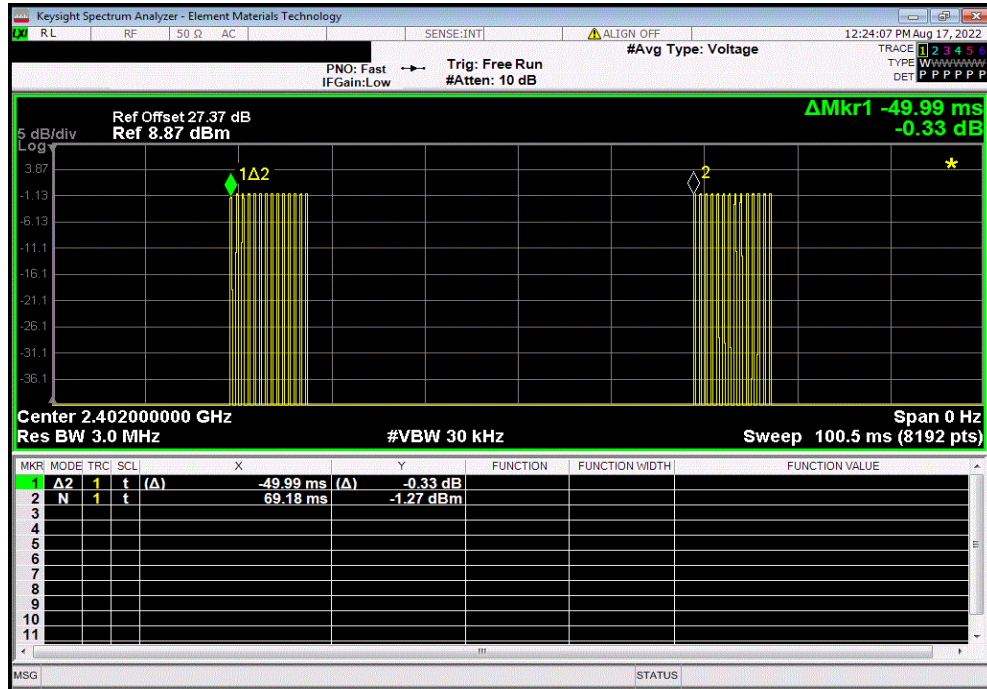 Keysight Spectrum Analyzer - Element Materials Technology
LXI RL RF 50 Ω AC SENSE:INT ALIGN OFF 12:24:07 PM Aug 17, 2022
#Avg Type: Voltage TRACE 1 2 3 4 5 6
PNO: Fast Trig: Free Run TYPE WWWWWW
IFGain:Low #Atten: 10 dB DET P P P P P P
ΔMkr1 -49.99 ms
-0.33 dB
Ref Offset 27.37 dB
5 dB/div Ref 8.87 dBm
Log
3.87
1Δ2
2
*
-1.13
-6.13
-11.1
-16.1
-21.1
-26.1
-31.1
-36.1
Center 2.402000000 GHz Span 0 Hz
Res BW 3.0 MHz #VBW 30 kHz Sweep 100.5 ms (8192 pts)
MKR MODE TRC SCL X Y FUNCTION FUNCTION WIDTH FUNCTION VALUE
1 Δ2 1 t (Δ) -49.99 ms (Δ) -0.33 dB
2 N 1 t 69.18 ms -1.27 dBm
3
4
5
6
7
8
9
10
11
MSG STATUS